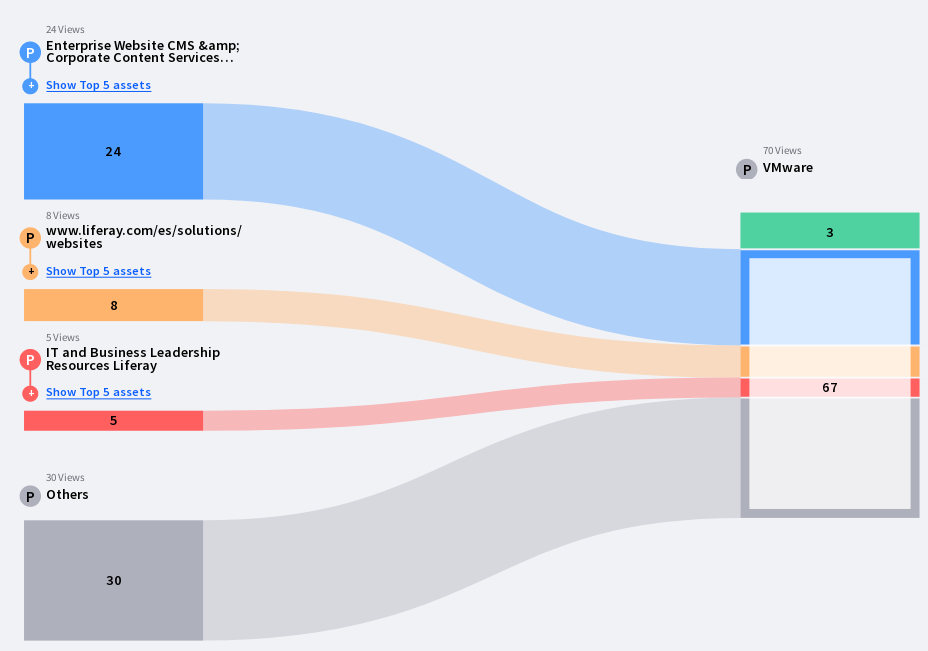 24 Views
P
Enterprise Website CMS &amp;
Corporate Content Services...
+
Show Top 5 assets
24
8 Views
P
www.liferay.com/es/solutions/
websites
+
Show Top 5 assets
8
5 Views
P
IT and Business Leadership
Resources Liferay
+
Show Top 5 assets
5
30 Views
P
Others
30
70 Views
P
VMware
3
67